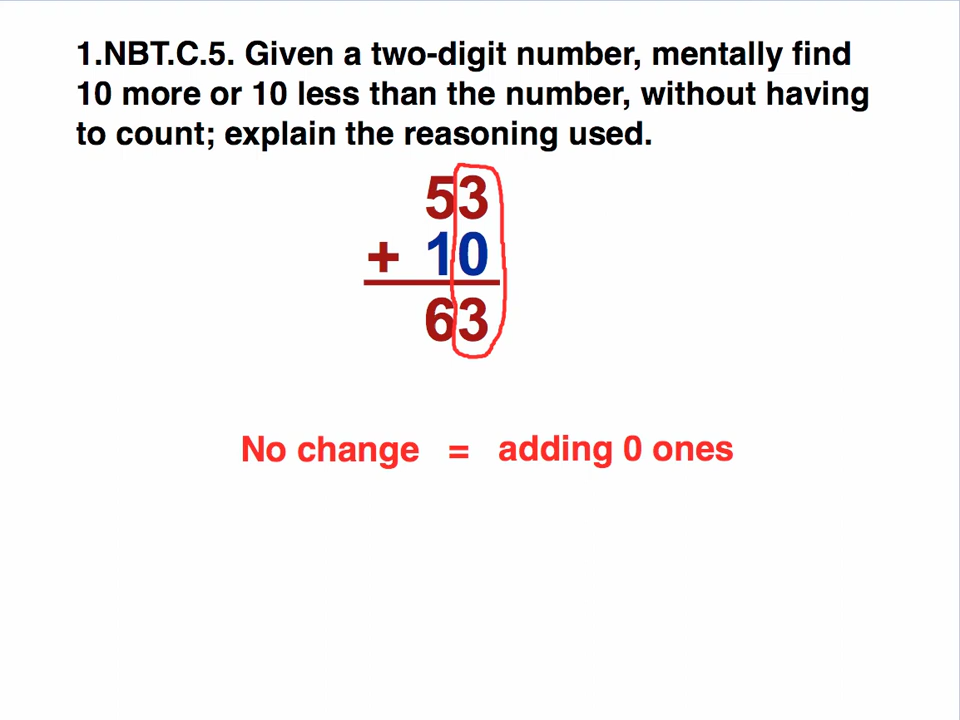 1.NBT.C.5. Given a two-digit number, mentally find
10 more or 10 less than the number, without having
to count; explain the reasoning used.
53
+ 10
63
No change = adding 0 ones